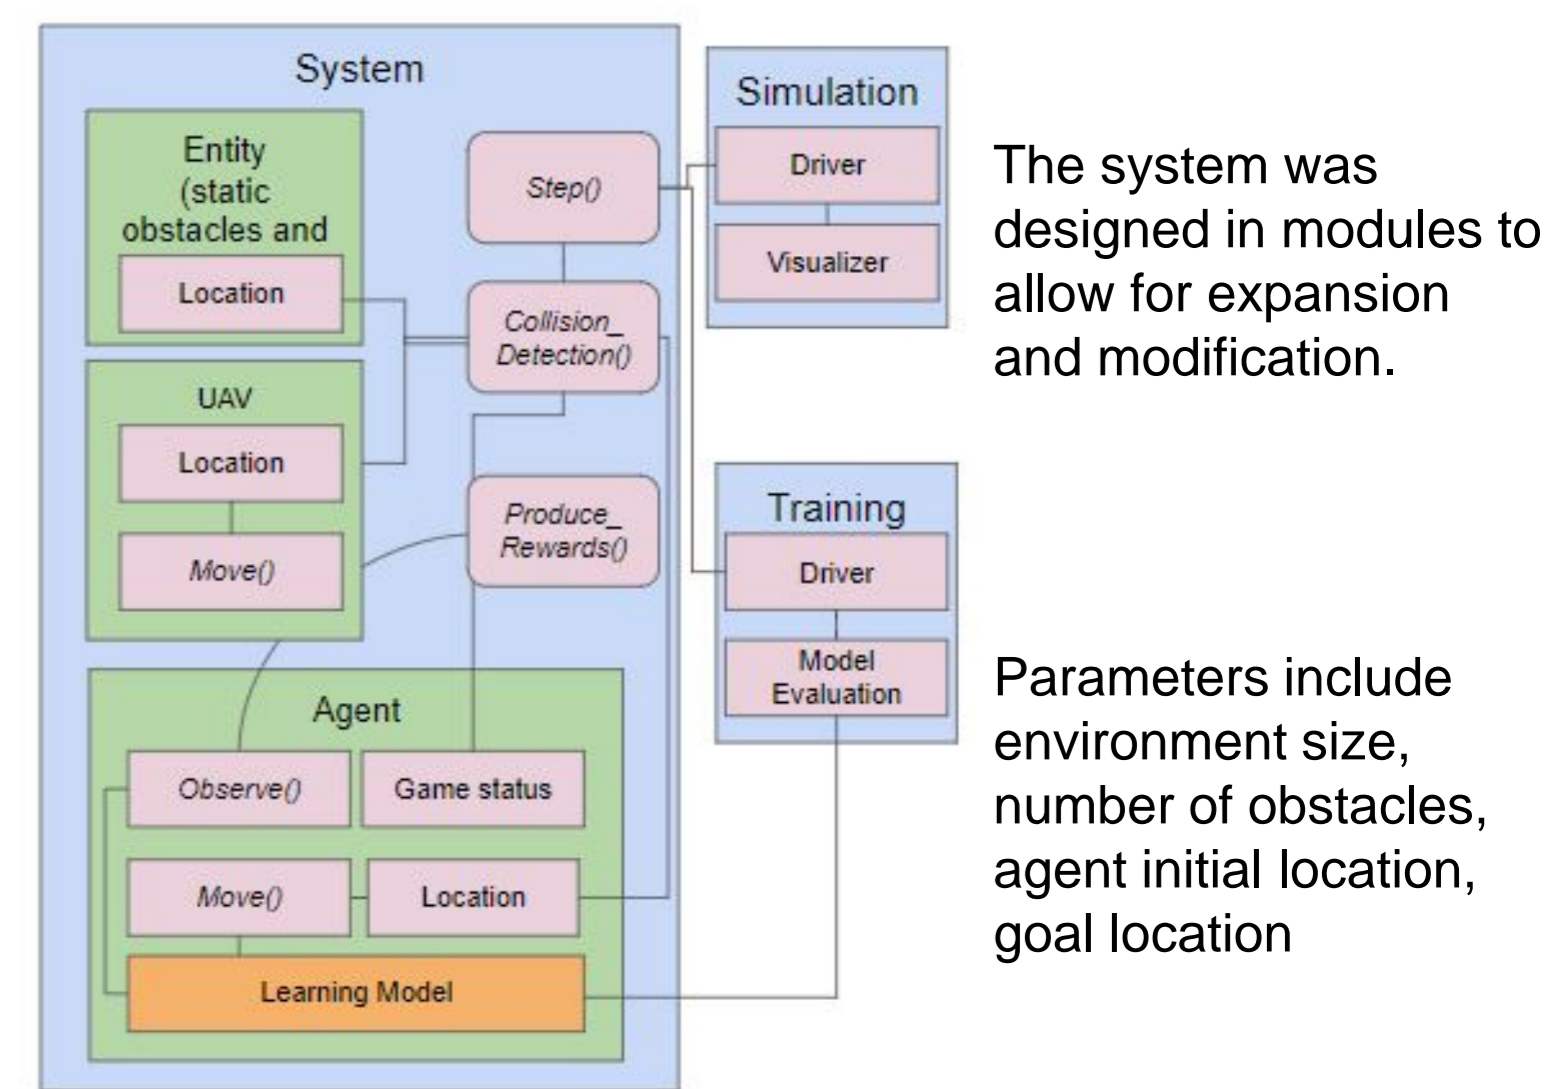 System
Entity
(static
obstacles and
Location
UAV
Location
Move()
Step()
Collision_
Detection()
Produce_
Rewards()
Agent
Observe()
Game status
Move()
Location
Learning Model
Simulation
Driver
Visualizer
Training
Driver
Model
Evaluation
The system was
designed in modules to
allow for expansion
and modification.
Parameters include
environment size,
number of obstacles,
agent initial location,
goal location